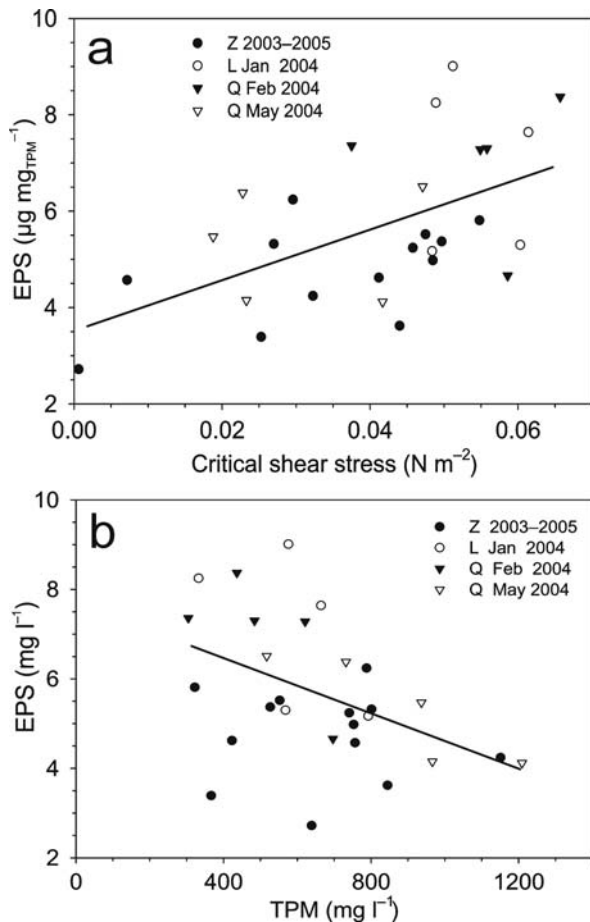 a
Z 2003–2005
L Jan 2004
Q Feb 2004
Q May 2004
10
8
6
4
2
EPS (µg mg_TPM⁻¹)
0.00 0.02 0.04 0.06
Critical shear stress (N m⁻²)
b
Z 2003–2005
L Jan 2004
Q Feb 2004
Q May 2004
10
8
6
4
2
EPS (mg l⁻¹)
400 800 1200
TPM (mg l⁻¹)